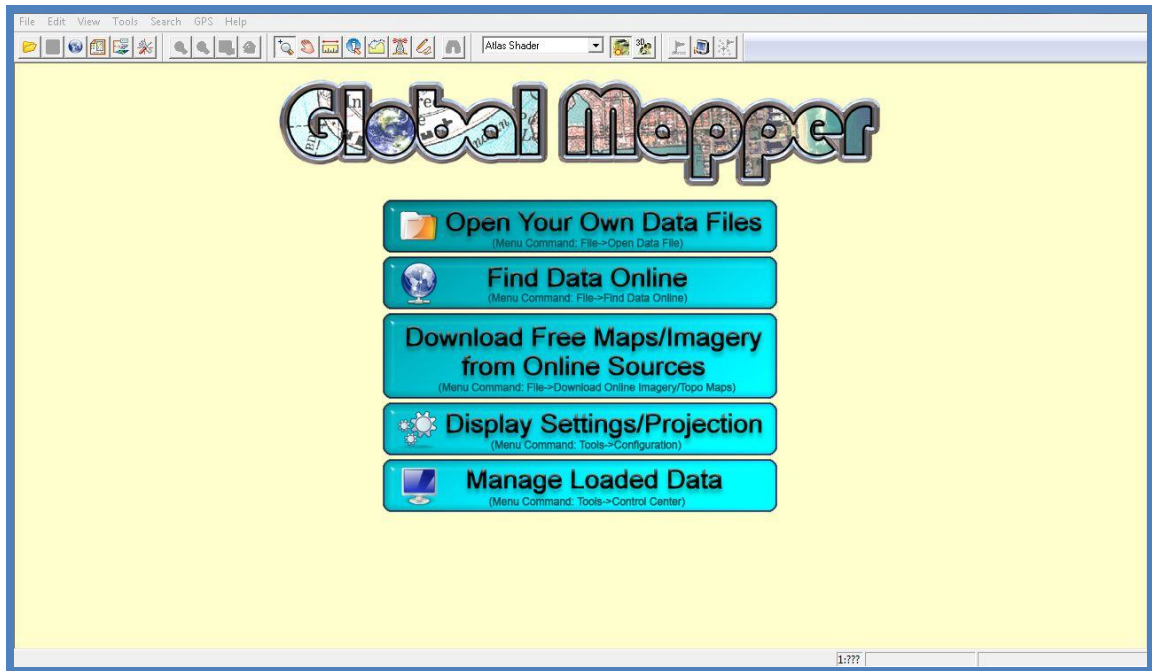 File Edit View Tools Search GPS Help
Atlas Shader
3D
Global Mapper
Open Your Own Data Files
(Menu Command: File->Open Data File)
Find Data Online
(Menu Command: File->Find Data Online)
Download Free Maps/Imagery
from Online Sources
(Menu Command: File->Download Online Imagery/Topo Maps)
Display Settings/Projection
(Menu Command: Tools->Configuration)
Manage Loaded Data
(Menu Command: Tools->Control Center)
1:???